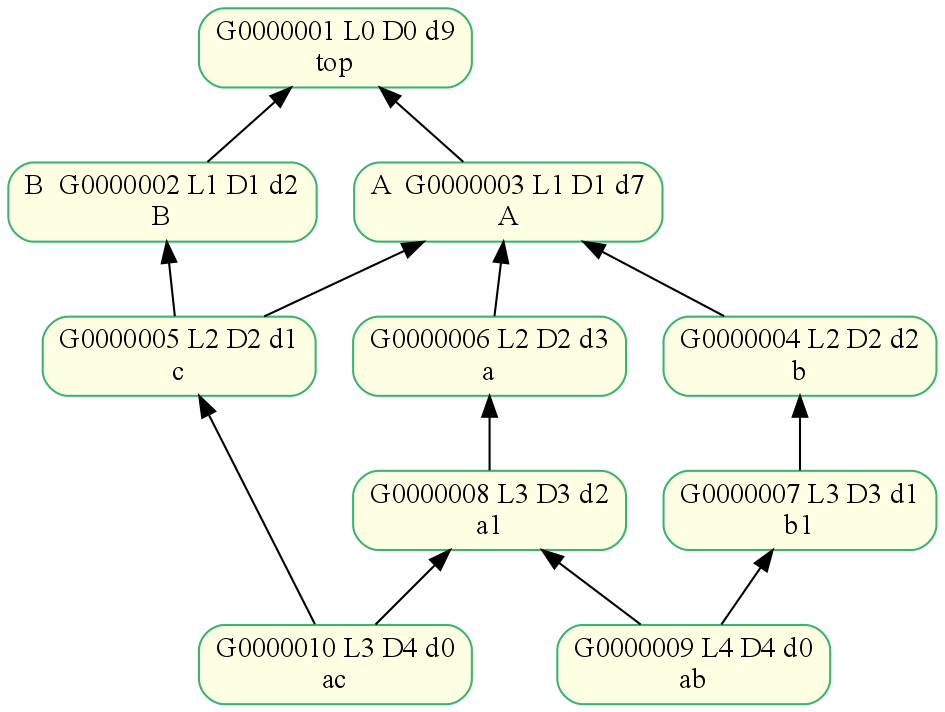 G0000001 L0 D0 d9
top
B  G0000002 L1 D1 d2
B
A  G0000003 L1 D1 d7
A
G0000005 L2 D2 d1
c
G0000006 L2 D2 d3
a
G0000004 L2 D2 d2
b
G0000008 L3 D3 d2
a1
G0000007 L3 D3 d1
b1
G0000010 L3 D4 d0
ac
G0000009 L4 D4 d0
ab